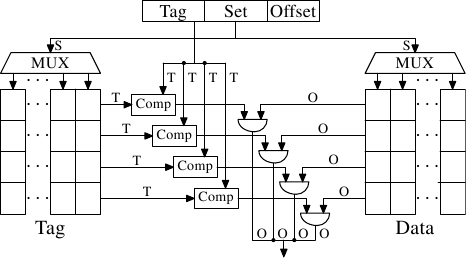 Tag Set Offset
S S
MUX MUX
· · · · · ·
T T T T
· · · T Comp O · · ·
· · · T Comp O · · ·
· · · T Comp O · · ·
· · · T Comp O · · ·
Tag Data
O O O O
· · · · · ·